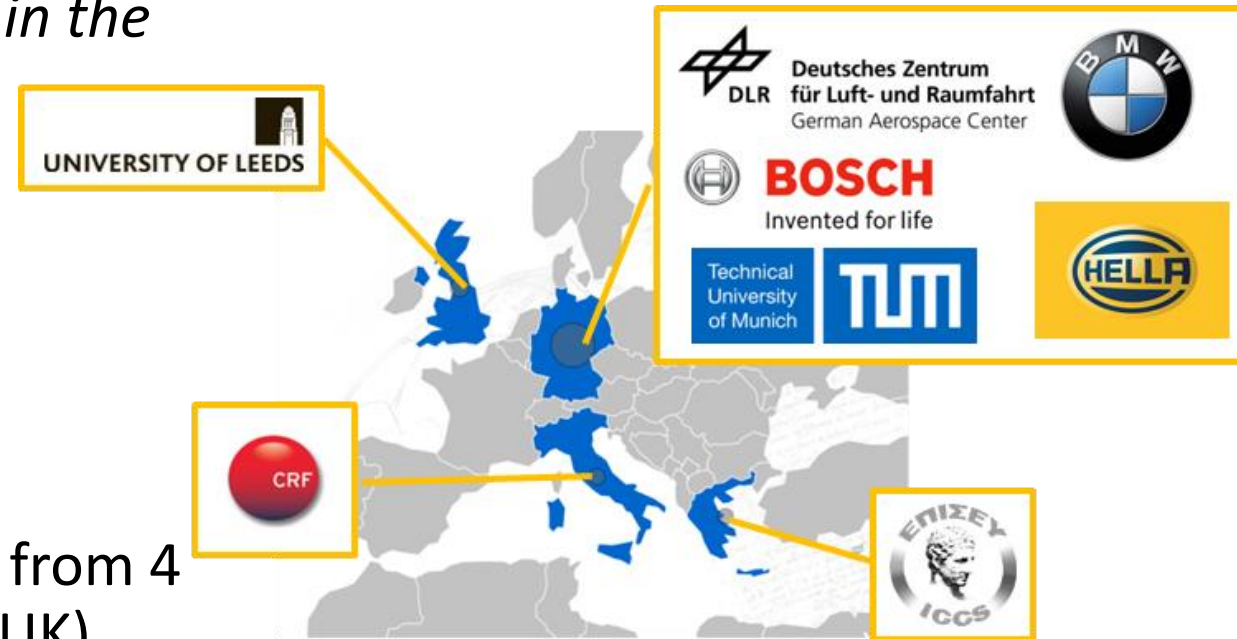 in the
UNIVERSITY OF LEEDS
DLR
Deutsches Zentrum
für Luft- und Raumfahrt
German Aerospace Center
BMW
BOSCH
Invented for life
Technical
University
of Munich
TUM
HELLA
CRF
from 4
UK)
ΕΠΙΣΕΥ
ICCS